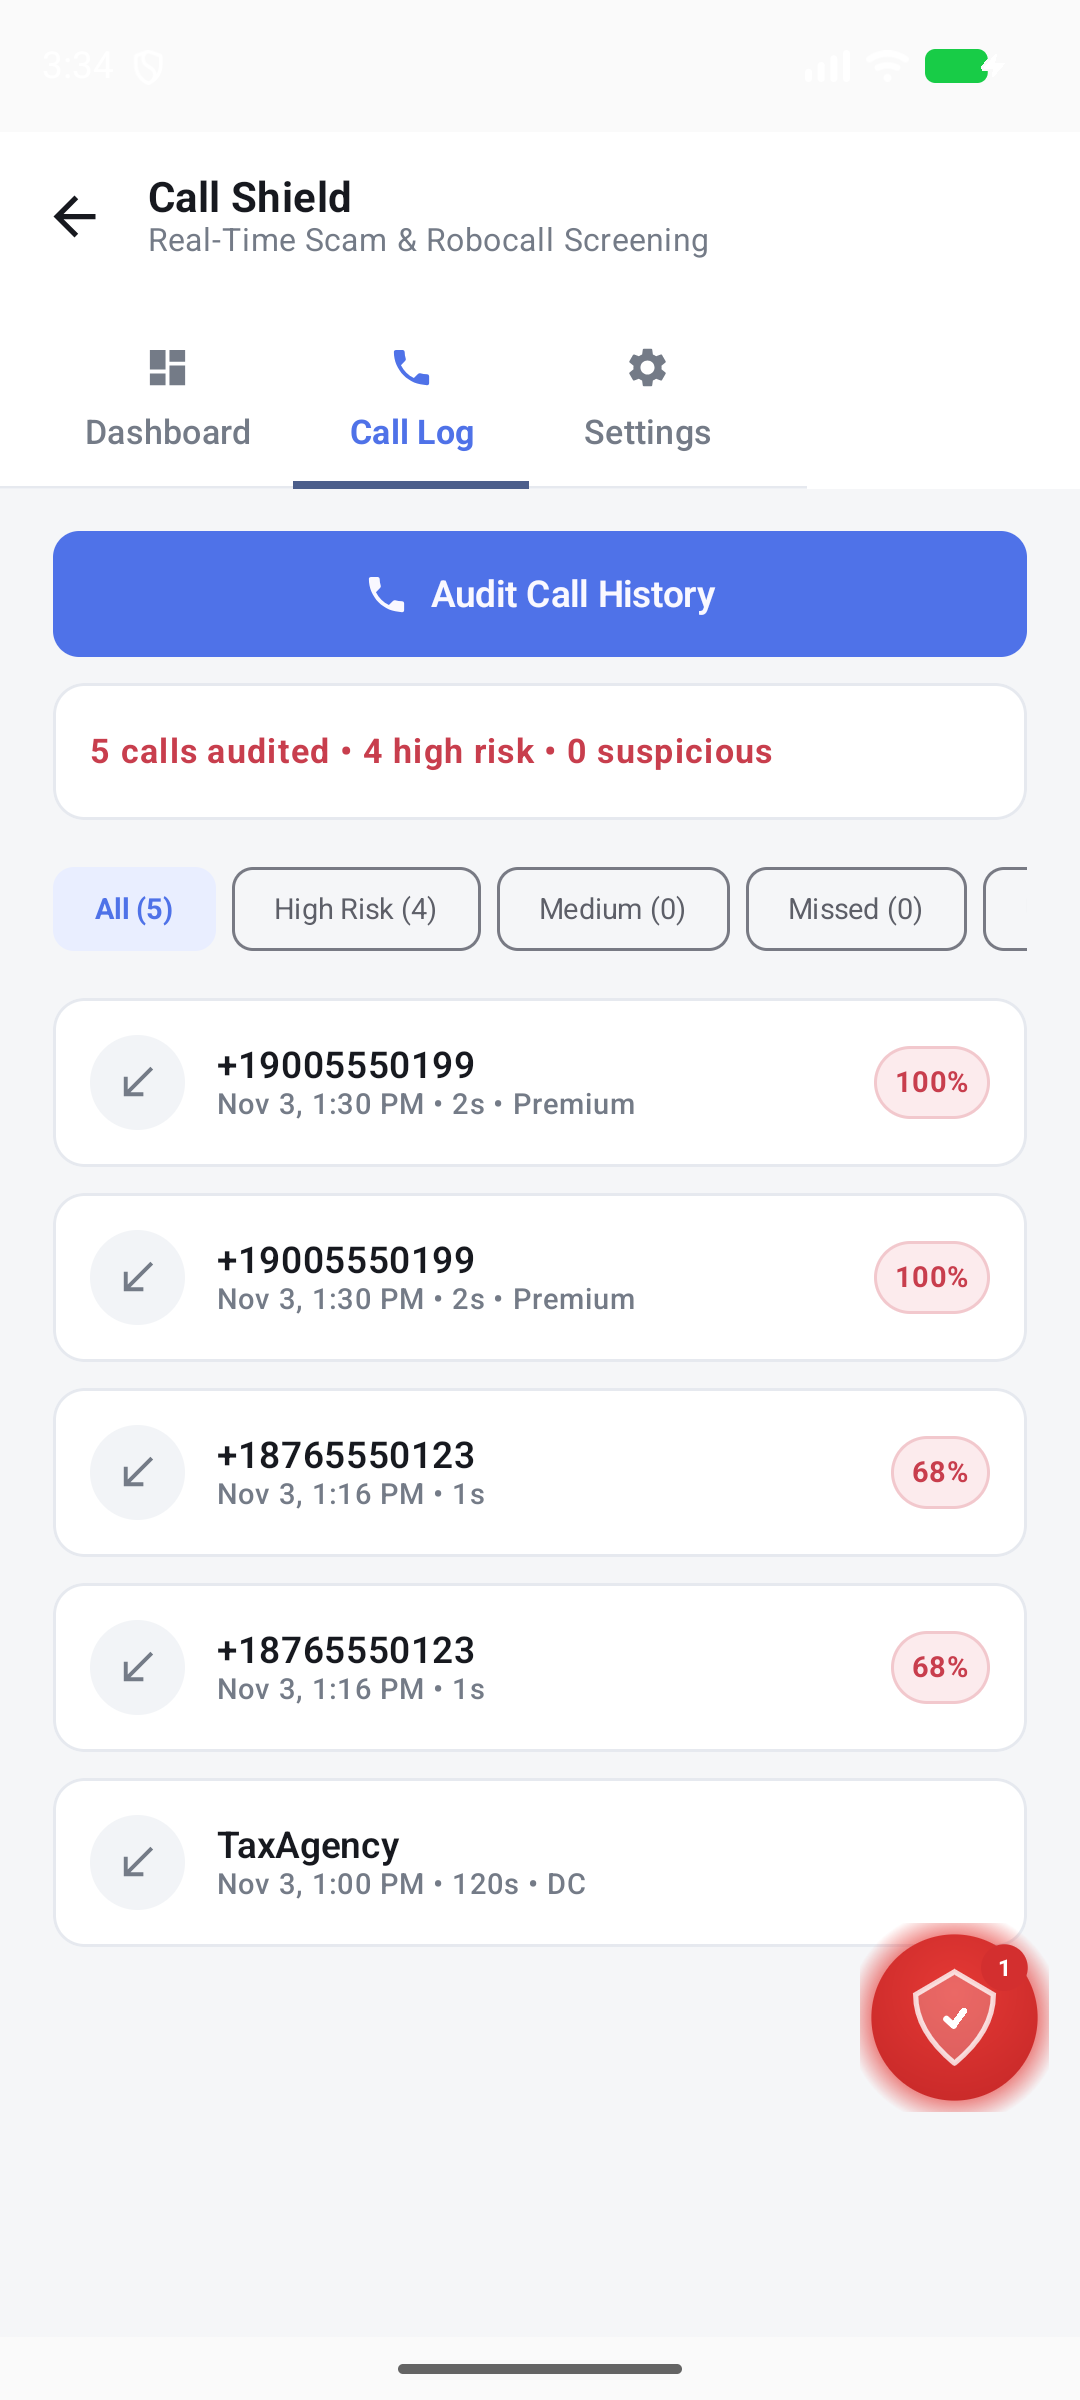 3:34
Call Shield
Real-Time Scam & Robocall Screening
Dashboard
Call Log
Settings
Audit Call History
5 calls audited • 4 high risk • 0 suspicious
All (5)
High Risk (4)
Medium (0)
Missed (0)
+19005550199
Nov 3, 1:30 PM • 2s • Premium
100%
+19005550199
Nov 3, 1:30 PM • 2s • Premium
100%
+18765550123
Nov 3, 1:16 PM • 1s
68%
+18765550123
Nov 3, 1:16 PM • 1s
68%
TaxAgency
Nov 3, 1:00 PM • 120s • DC
1